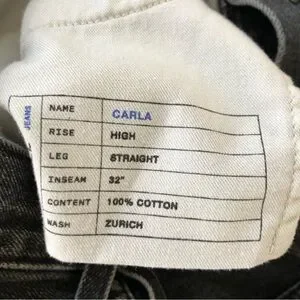 JEANS
NAME CARLA
RISE HIGH
LEG STRAIGHT
INSEAM 32"
CONTENT 100% COTTON
WASH ZURICH